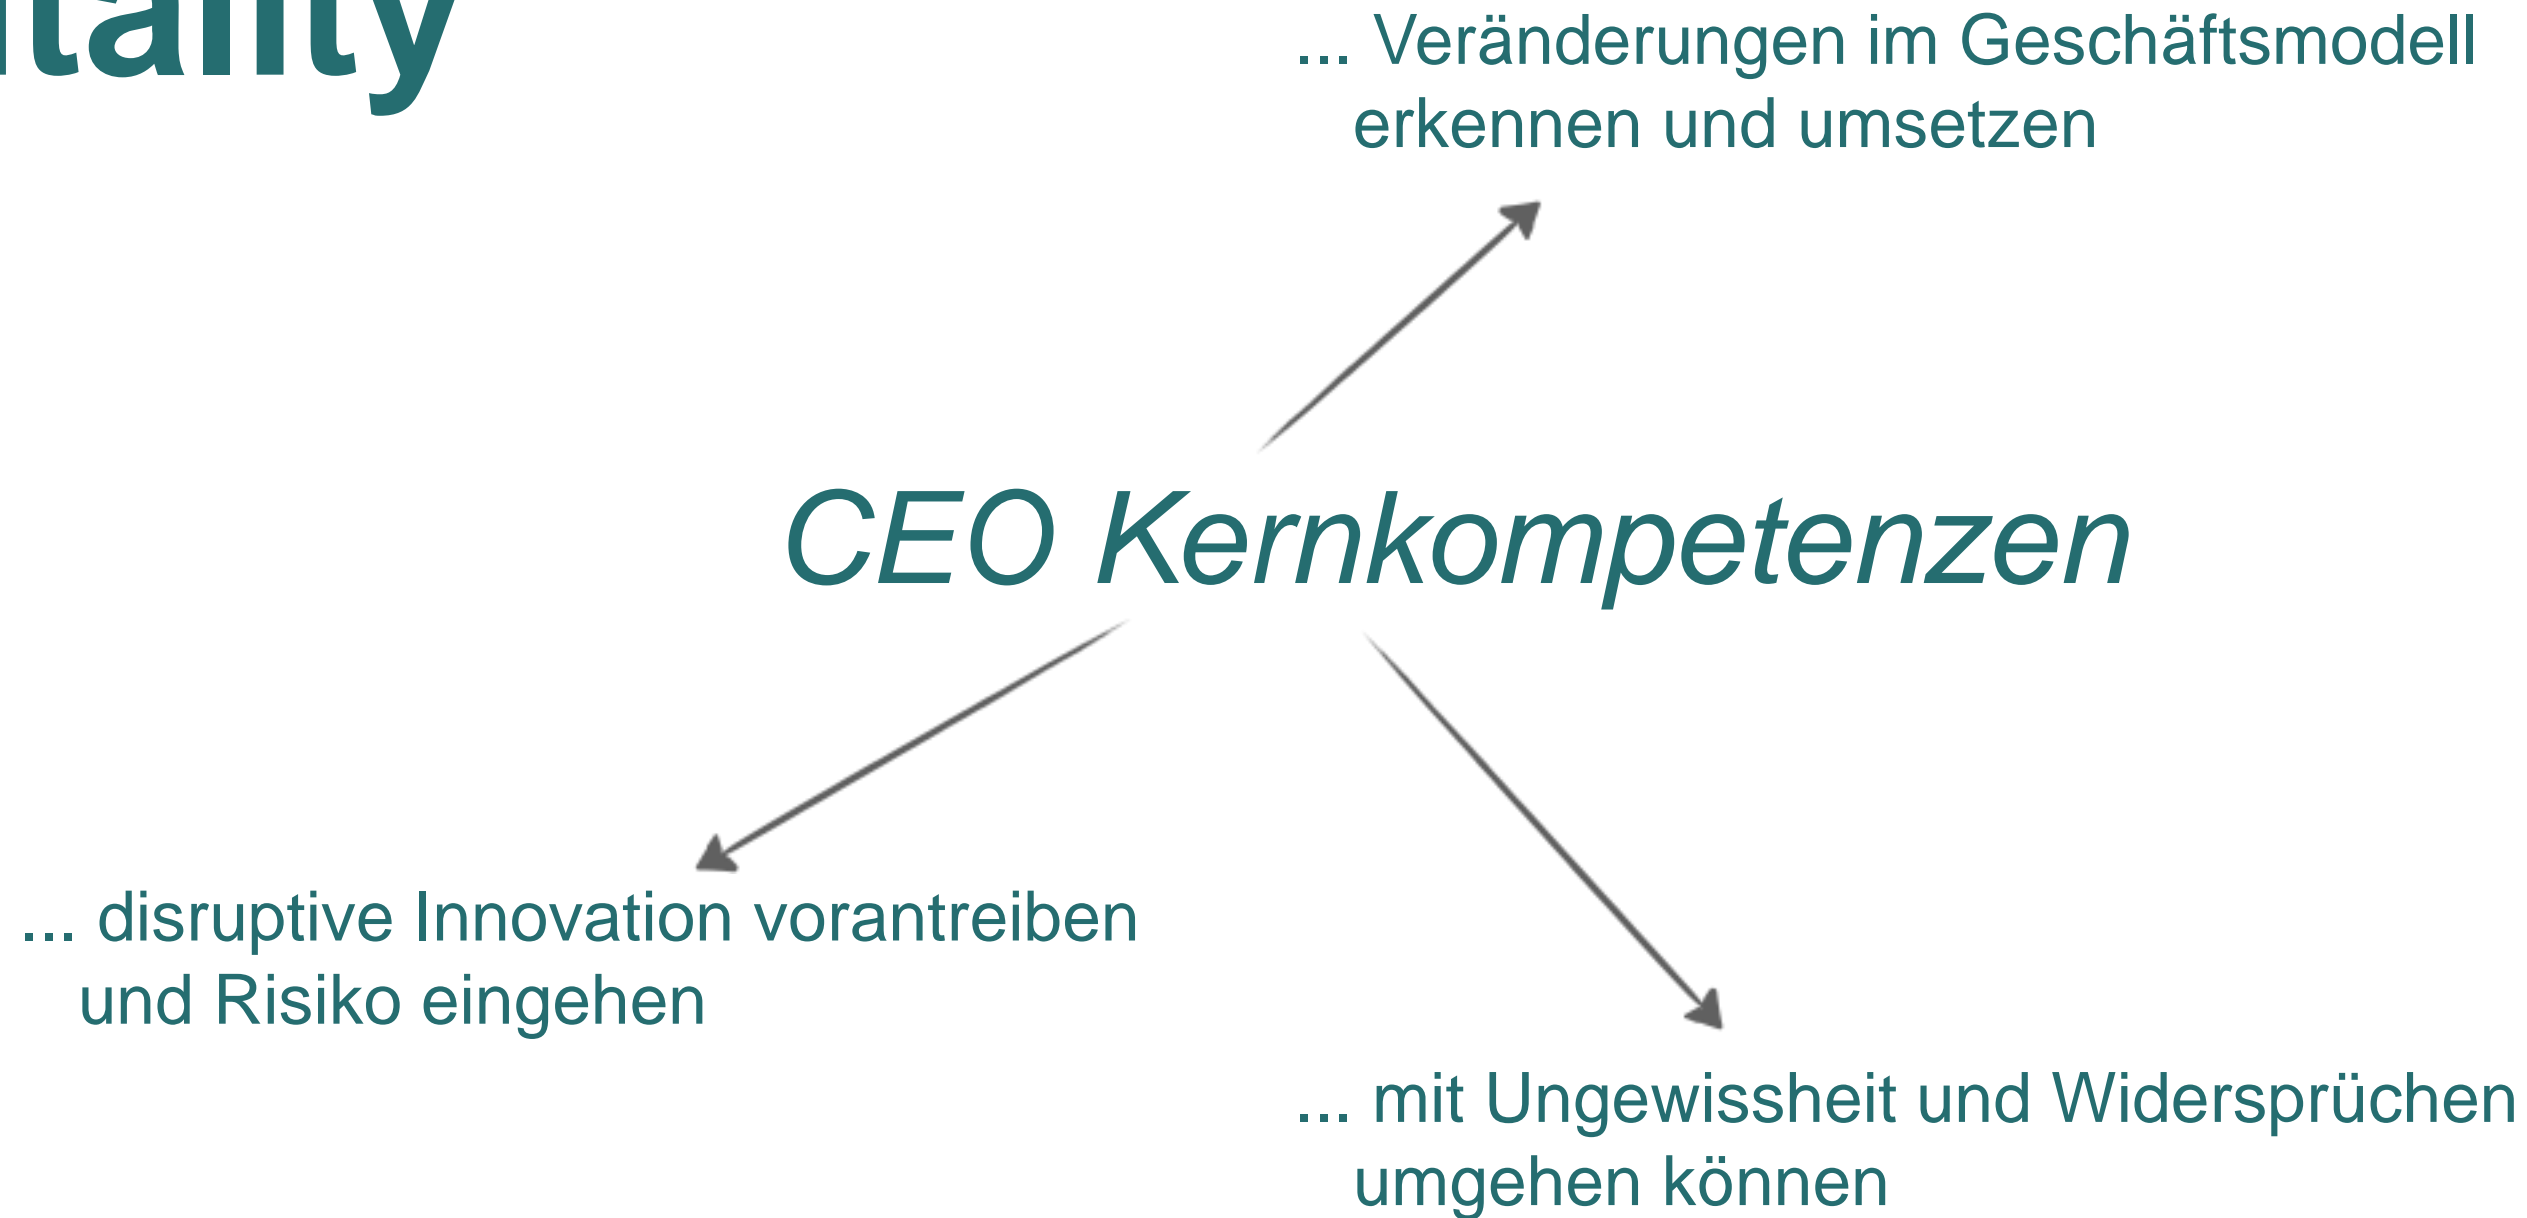 ... Veränderungen im Geschäftsmodell
erkennen und umsetzen
CEO Kernkompetenzen
... disruptive Innovation vorantreiben
und Risiko eingehen
... mit Ungewissheit und Widersprüchen
umgehen können